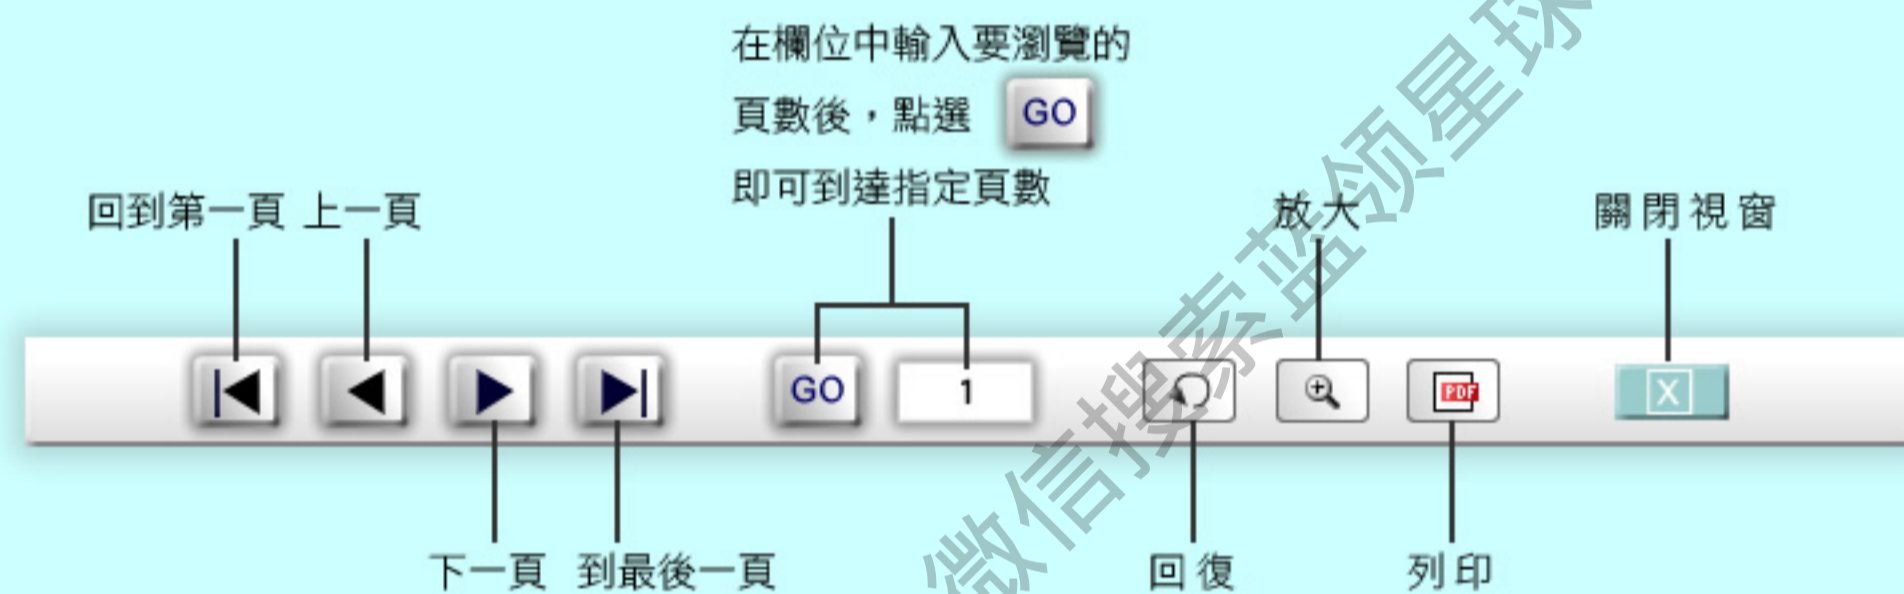 在欄位中輸入要瀏覽的
頁數後，點選 GO
即可到達指定頁數
回到第一頁 上一頁
放大
關閉視窗
GO 1
PDF
X
下一頁 到最後一頁
回復
列印
微信搜索蓝领星球